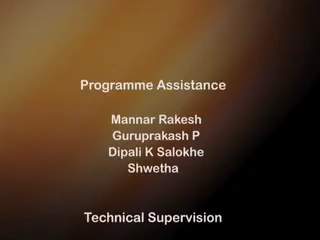 Programme Assistance
Mannar Rakesh
Guruprakash P
Dipali K Salokhe
Shwetha
Technical Supervision